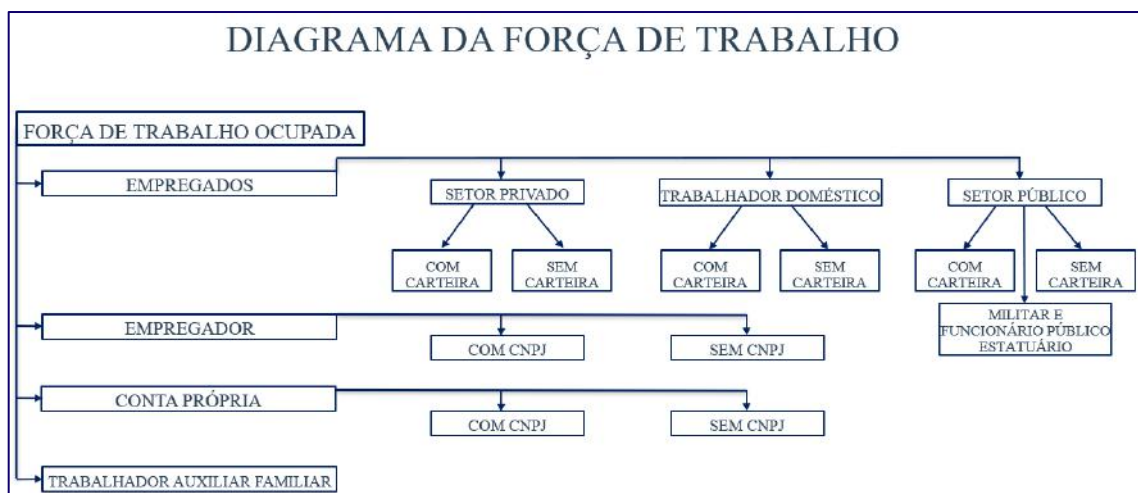 DIAGRAMA DA FORÇA DE TRABALHO
FORÇA DE TRABALHO OCUPADA
EMPREGADOS
SETOR PRIVADO
TRABALHADOR DOMÉSTICO
SETOR PÚBLICO
COM
CARTEIRA
SEM
CARTEIRA
COM
CARTEIRA
SEM
CARTEIRA
COM
CARTEIRA
SEM
CARTEIRA
MILITAR E
FUNCIONÁRIO PÚBLICO
ESTATUÁRIO
EMPREGADOR
COM CNPJ
SEM CNPJ
CONTA PRÓPRIA
COM CNPJ
SEM CNPJ
TRABALHADOR AUXILIAR FAMILIAR